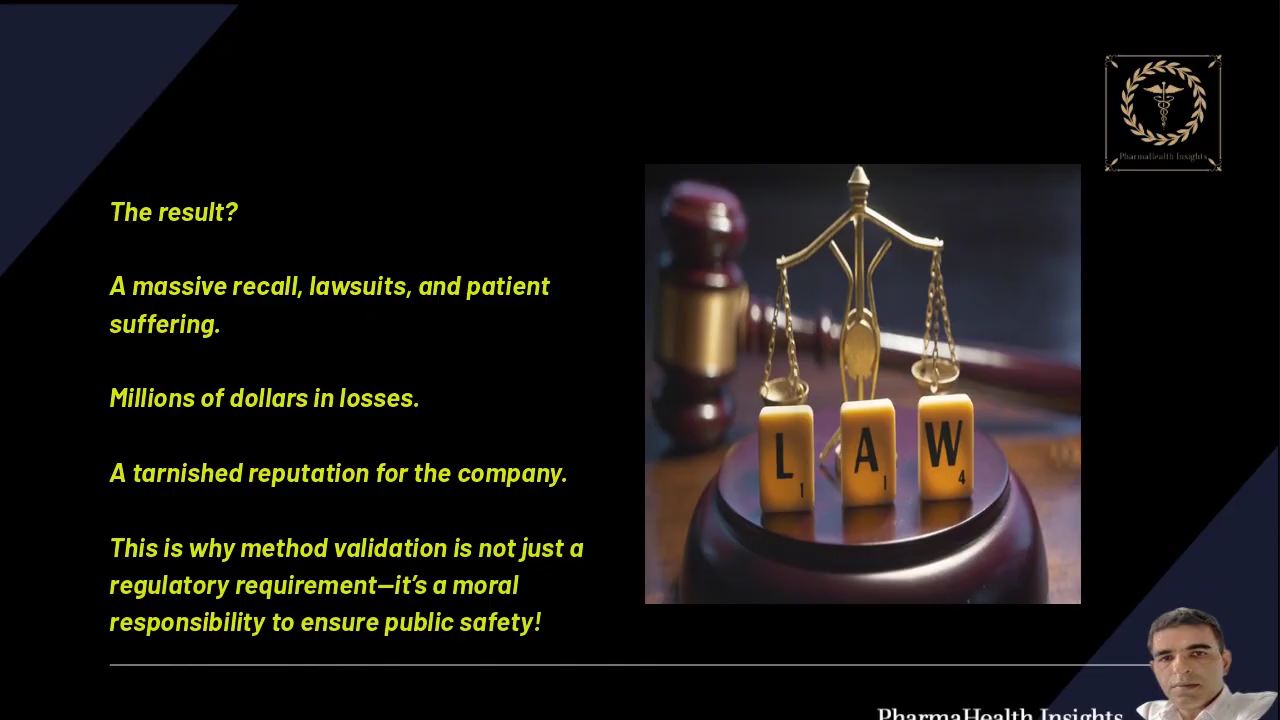 PharmaHealth Insights
The result?
A massive recall, lawsuits, and patient
suffering.
Millions of dollars in losses.
A tarnished reputation for the company.
This is why method validation is not just a
regulatory requirement—it’s a moral
responsibility to ensure public safety!
L A W
1 1 4
PharmaHealth Insights